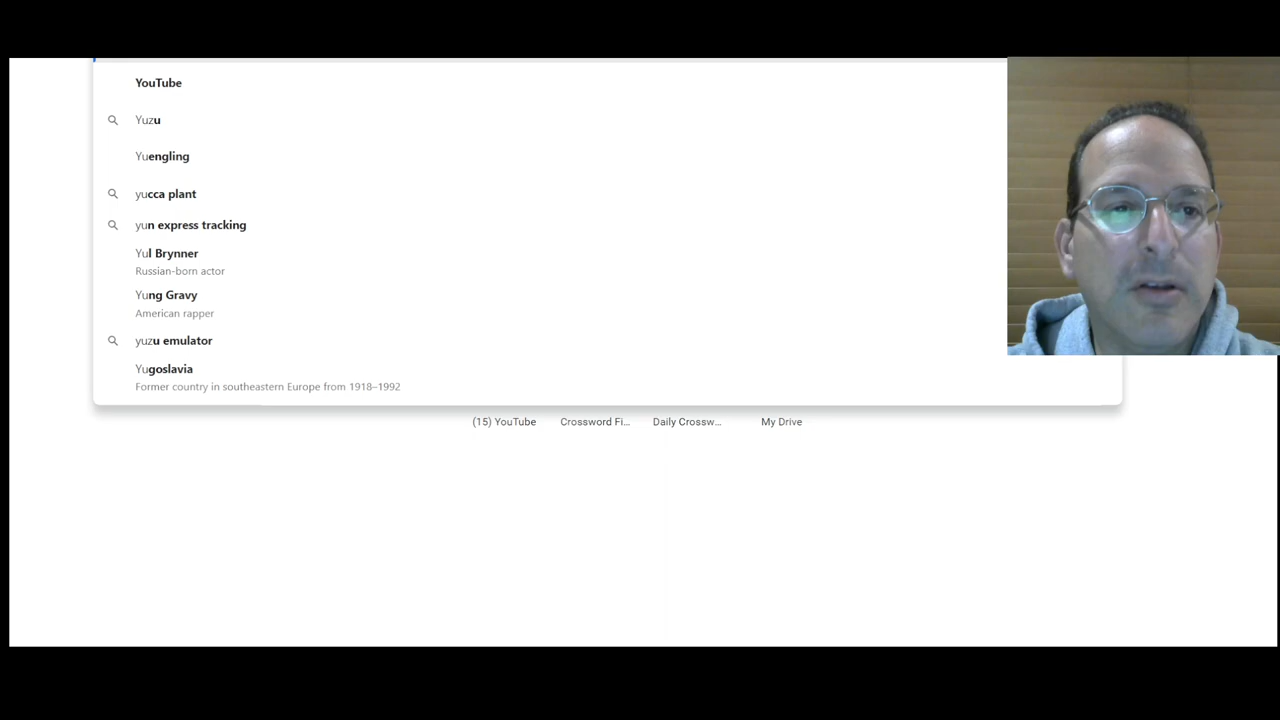 YouTube
Yuzu
Yuengling
yucca plant
yun express tracking
Yul Brynner
Russian-born actor
Yung Gravy
American rapper
yuzu emulator
Yugoslavia
Former country in southeastern Europe from 1918–1992
(15) YouTube Crossword Fi... Daily Crossw... My Drive